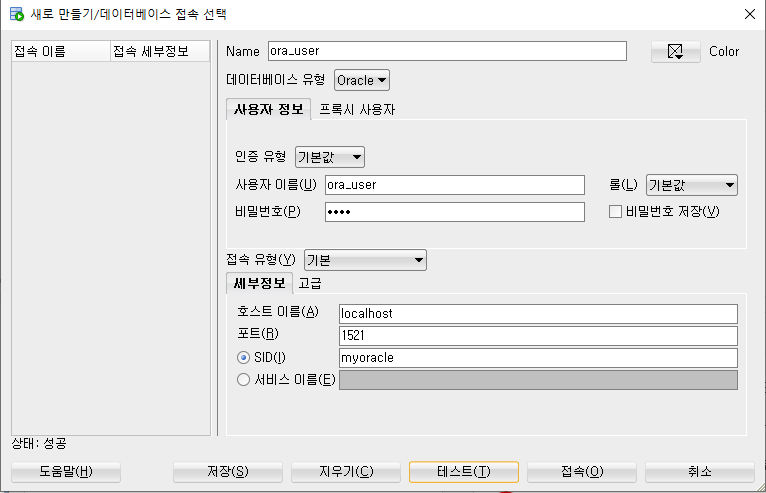 새로 만들기/데이터베이스 접속 선택
접속 이름 접속 세부정보
Name ora_user Color
데이터베이스 유형 Oracle
사용자 정보 프록시 사용자
인증 유형 기본값
사용자 이름(U) ora_user 롤(L) 기본값
비밀번호(P) •••• 비밀번호 저장(V)
접속 유형(Y) 기본
세부정보 고급
호스트 이름(A) localhost
포트(R) 1521
SID(I) myoracle
서비스 이름(E)
상태: 성공
도움말(H) 저장(S) 지우기(C) 테스트(T) 접속(O) 취소